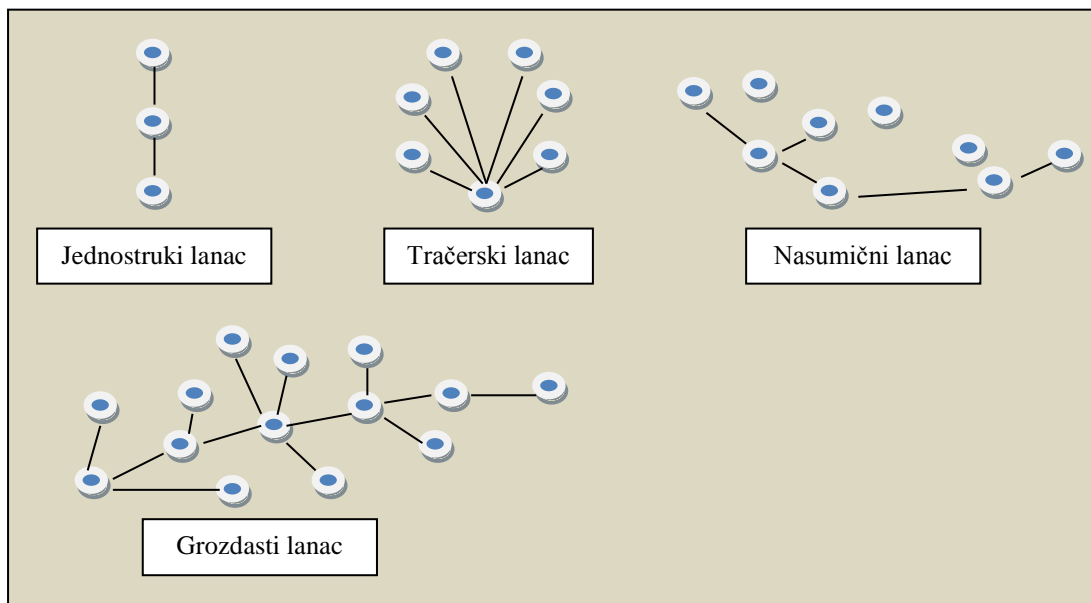 Jednostruki lanac
Tračerski lanac
Nasumični lanac
Grozdasti lanac